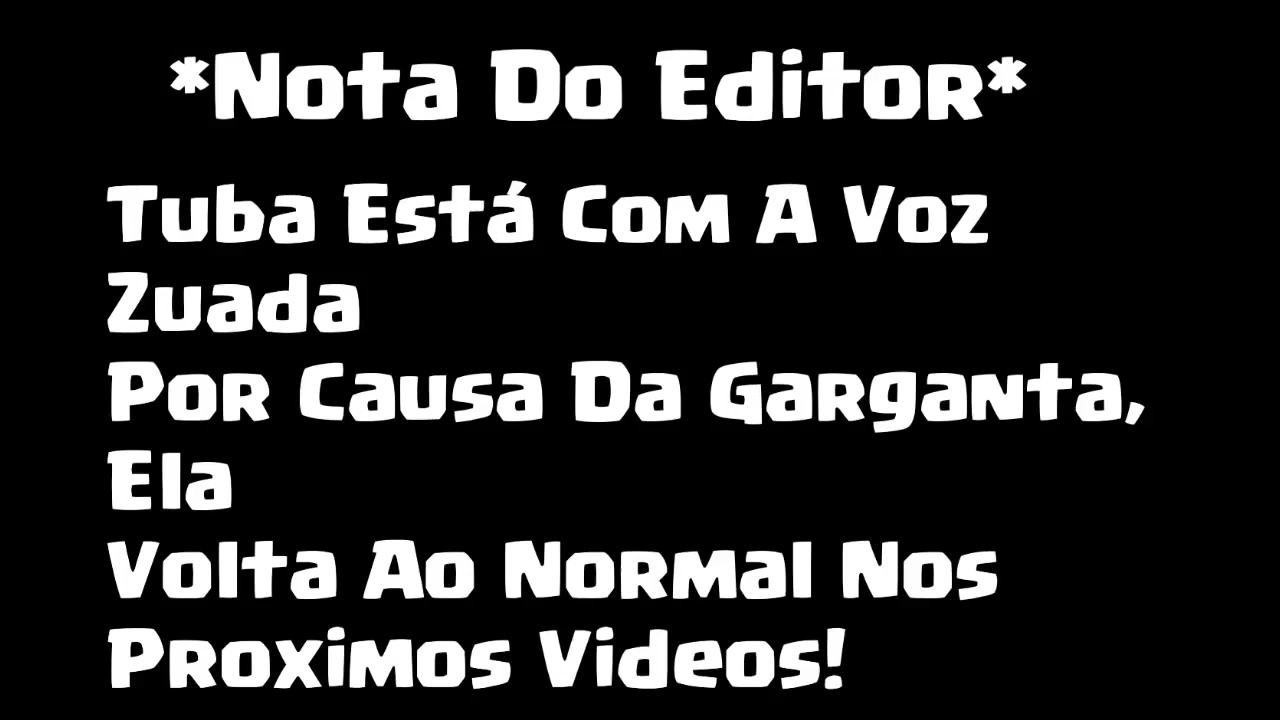 *Nota Do Editor*
Tuba Está Com A Voz
Zuada
Por Causa Da Garganta,
Ela
Volta Ao Normal Nos
Proximos Videos!